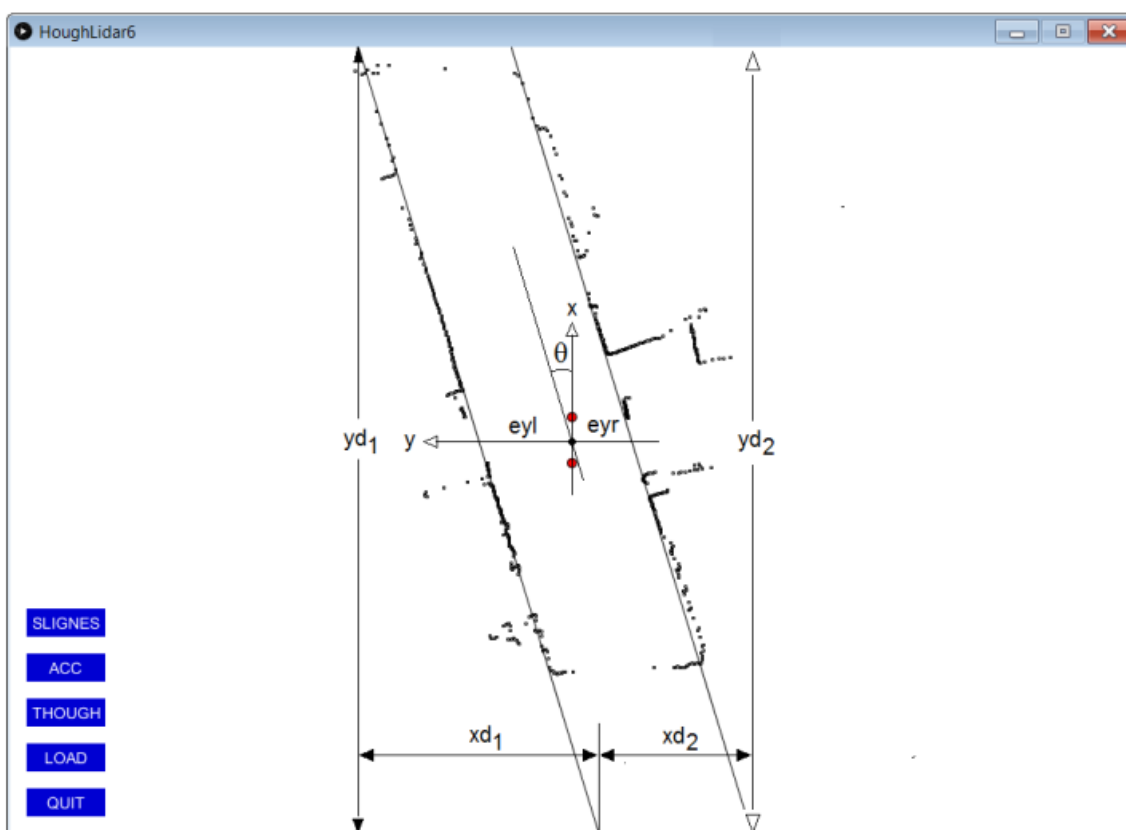 HoughLidar6
x
θ
y
eyl
eyr
yd1
yd2
SLIGNES
ACC
THOUGH
LOAD
QUIT
xd1
xd2